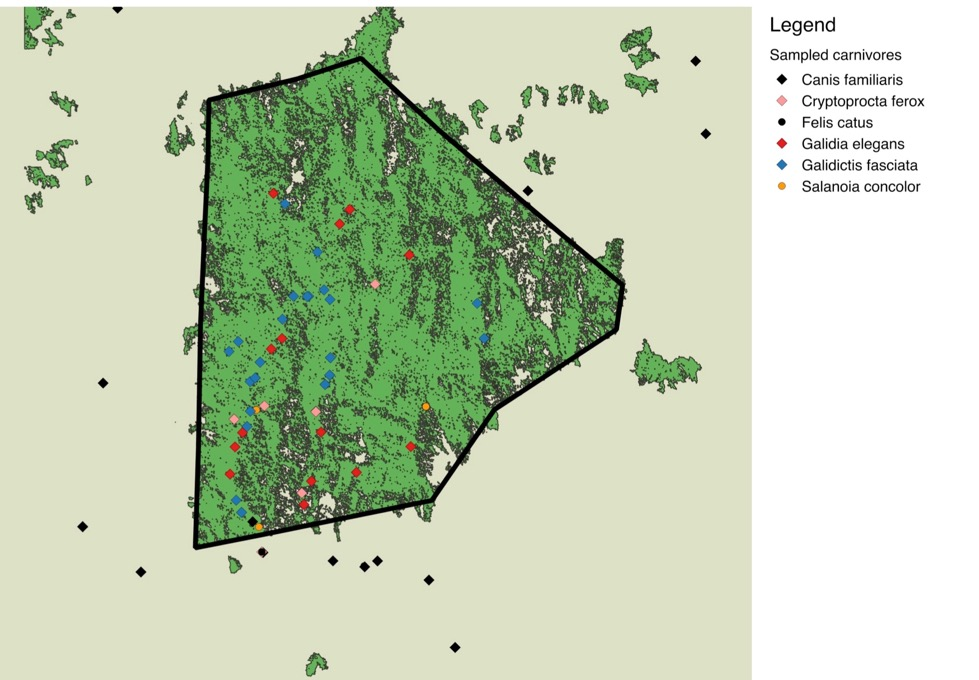 Legend
Sampled carnivores
Canis familiaris
Cryptoprocta ferox
Felis catus
Galidia elegans
Galidictis fasciata
Salanoia concolor